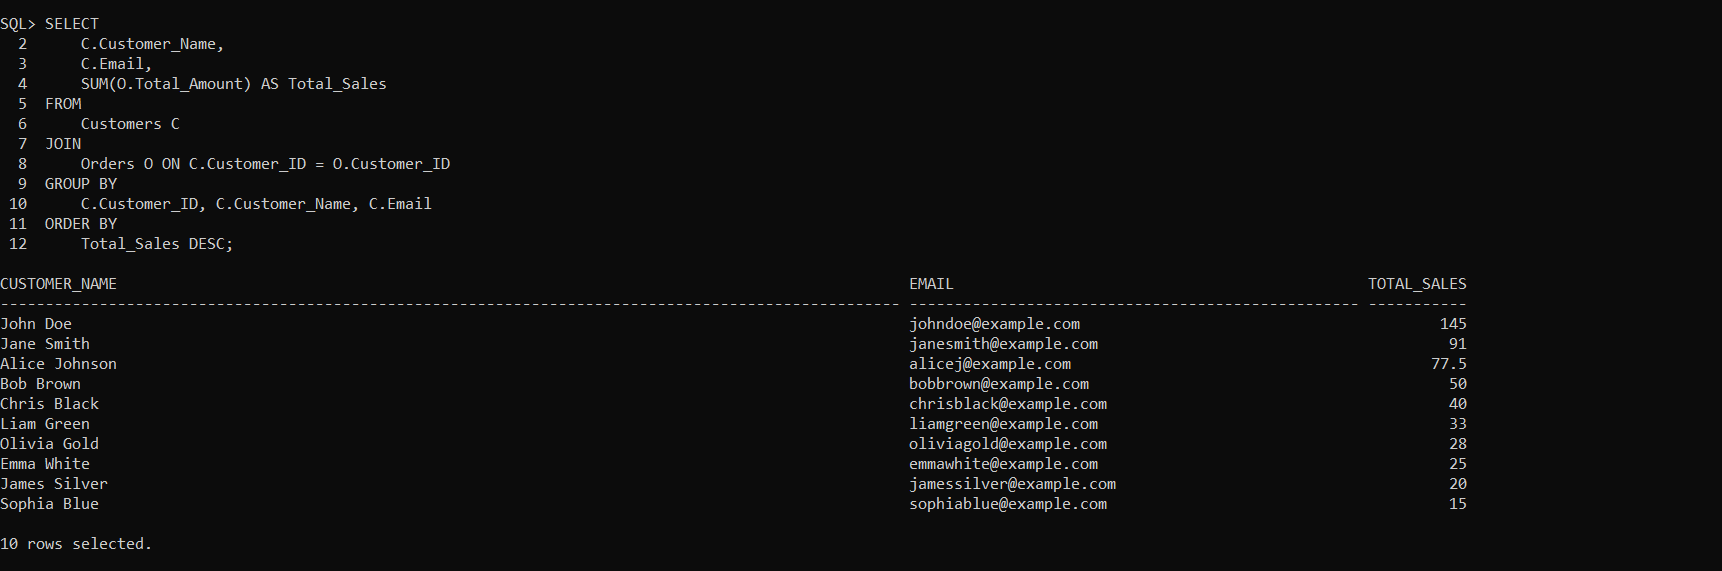 SQL> SELECT
  2      C.Customer_Name,
  3      C.Email,
  4      SUM(O.Total_Amount) AS Total_Sales
  5  FROM
  6      Customers C
  7  JOIN
  8      Orders O ON C.Customer_ID = O.Customer_ID
  9  GROUP BY
 10      C.Customer_ID, C.Customer_Name, C.Email
 11  ORDER BY
 12      Total_Sales DESC;
CUSTOMER_NAME EMAIL TOTAL_SALES
---------------------------------------------------------------------------------------------------- -------------------------------------------------- -----------
John Doe johndoe@example.com 145
Jane Smith janesmith@example.com 91
Alice Johnson alicej@example.com 77.5
Bob Brown bobbrown@example.com 50
Chris Black chrisblack@example.com 40
Liam Green liamgreen@example.com 33
Olivia Gold oliviagold@example.com 28
Emma White emmawhite@example.com 25
James Silver jamessilver@example.com 20
Sophia Blue sophiablue@example.com 15
10 rows selected.